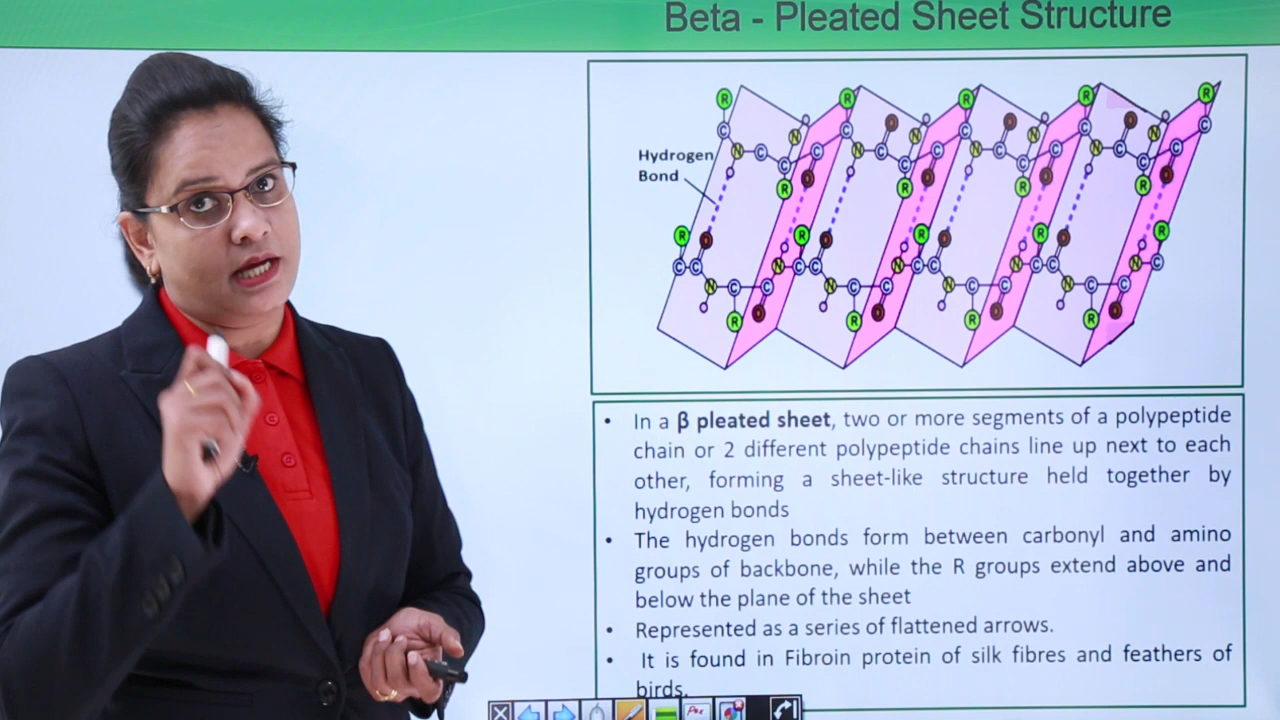 Beta - Pleated Sheet Structure
Hydrogen
Bond
• In a β pleated sheet, two or more segments of a polypeptide
chain or 2 different polypeptide chains line up next to each
other, forming a sheet-like structure held together by
hydrogen bonds
• The hydrogen bonds form between carbonyl and amino
groups of backbone, while the R groups extend above and
below the plane of the sheet
• Represented as a series of flattened arrows.
• It is found in Fibroin protein of silk fibres and feathers of
birds.